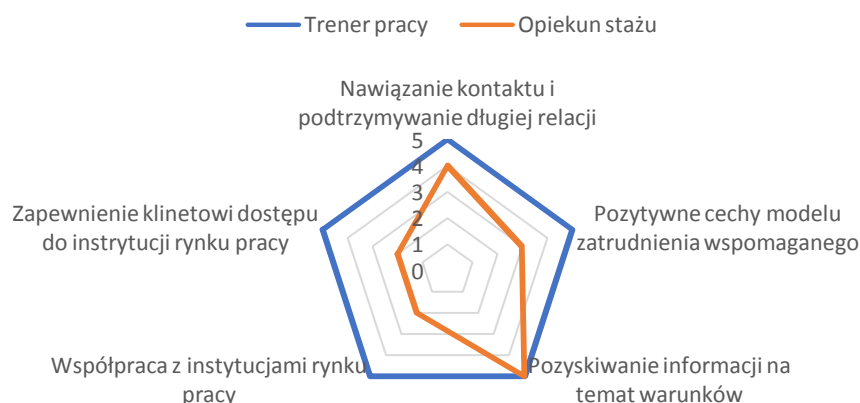 Trener pracy Opiekun stażu
Nawiązanie kontaktu i
podtrzymywanie długiej relacji
5
4
3
2
1
0
Zapewnienie klinetowi dostępu
do instrytucji rynku pracy
Pozytywne cechy modelu
zatrudnienia wspomaganego
Współpraca z instytucjami rynku
pracy
Pozyskiwanie informacji na
temat warunków